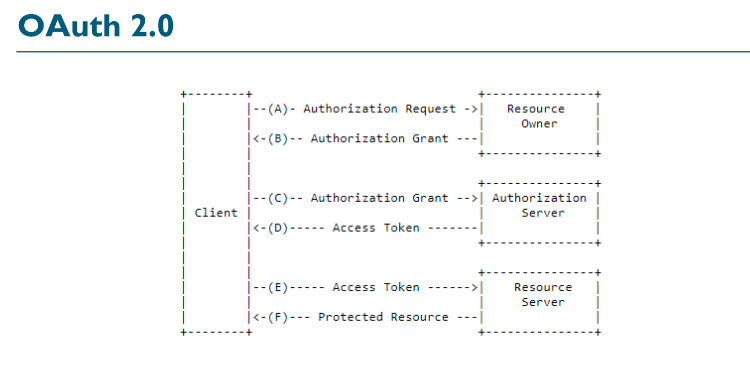 OAuth 2.0
+--------+                               +---------------+
|        |--(A)- Authorization Request ->|   Resource    |
|        |                               |     Owner     |
|        |<-(B)-- Authorization Grant ---|               |
|        |                               +---------------+
|        |
|        |                               +---------------+
|        |--(C)-- Authorization Grant -->| Authorization |
| Client |                               |     Server    |
|        |<-(D)----- Access Token -------|               |
|        |                               +---------------+
|        |
|        |                               +---------------+
|        |--(E)----- Access Token ------>|    Resource   |
|        |                               |     Server    |
|        |<-(F)--- Protected Resource ---|               |
+--------+                               +---------------+